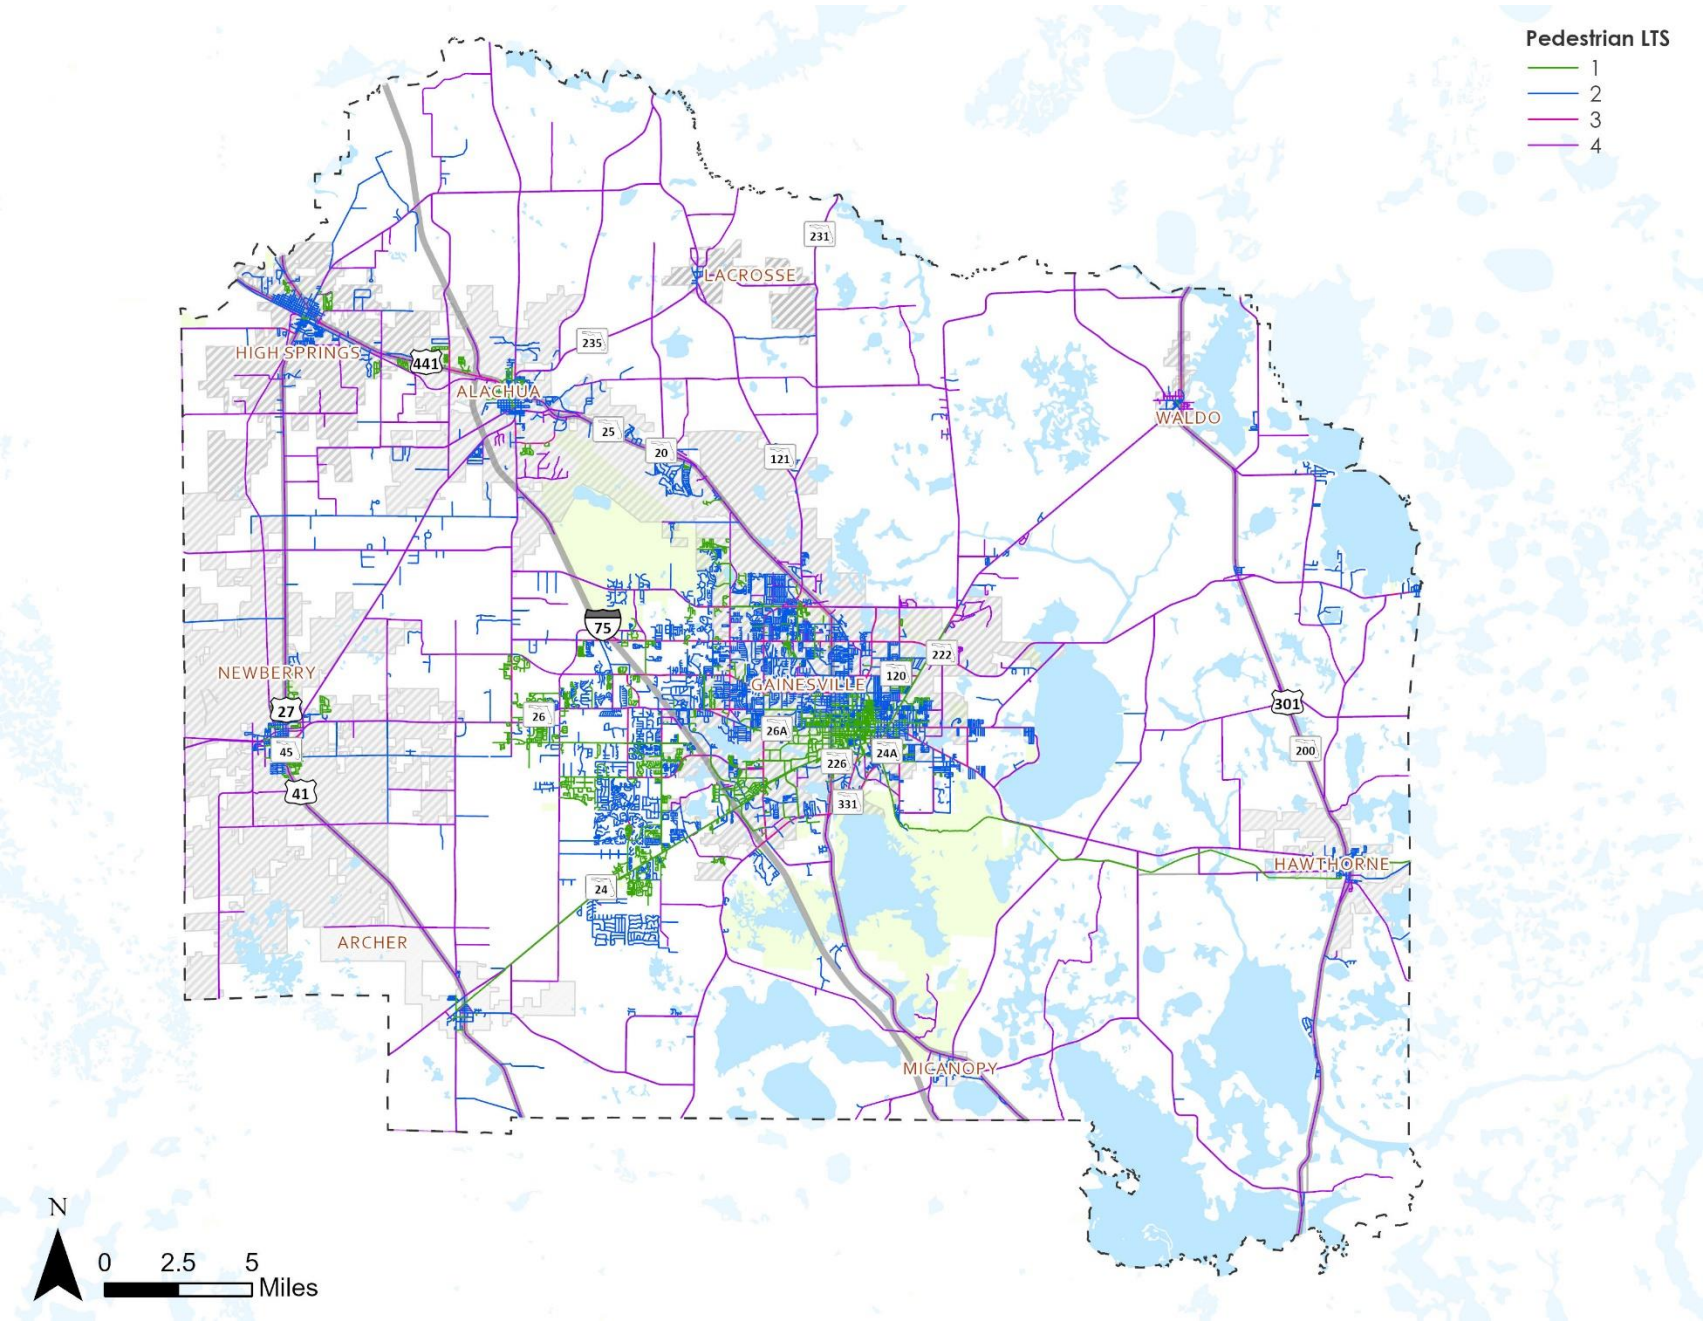 Pedestrian LTS
1
2
3
4
231
LACROSSE
235
HIGH SPRINGS
441
ALACHUA
WALDO
25
20
121
75
222
NEWBERRY
GAINESVILLE
120
27
26
301
26A
45
24A
200
226
41
331
HAWTHORNE
24
ARCHER
MICANOPY
N
0 2.5 5
Miles